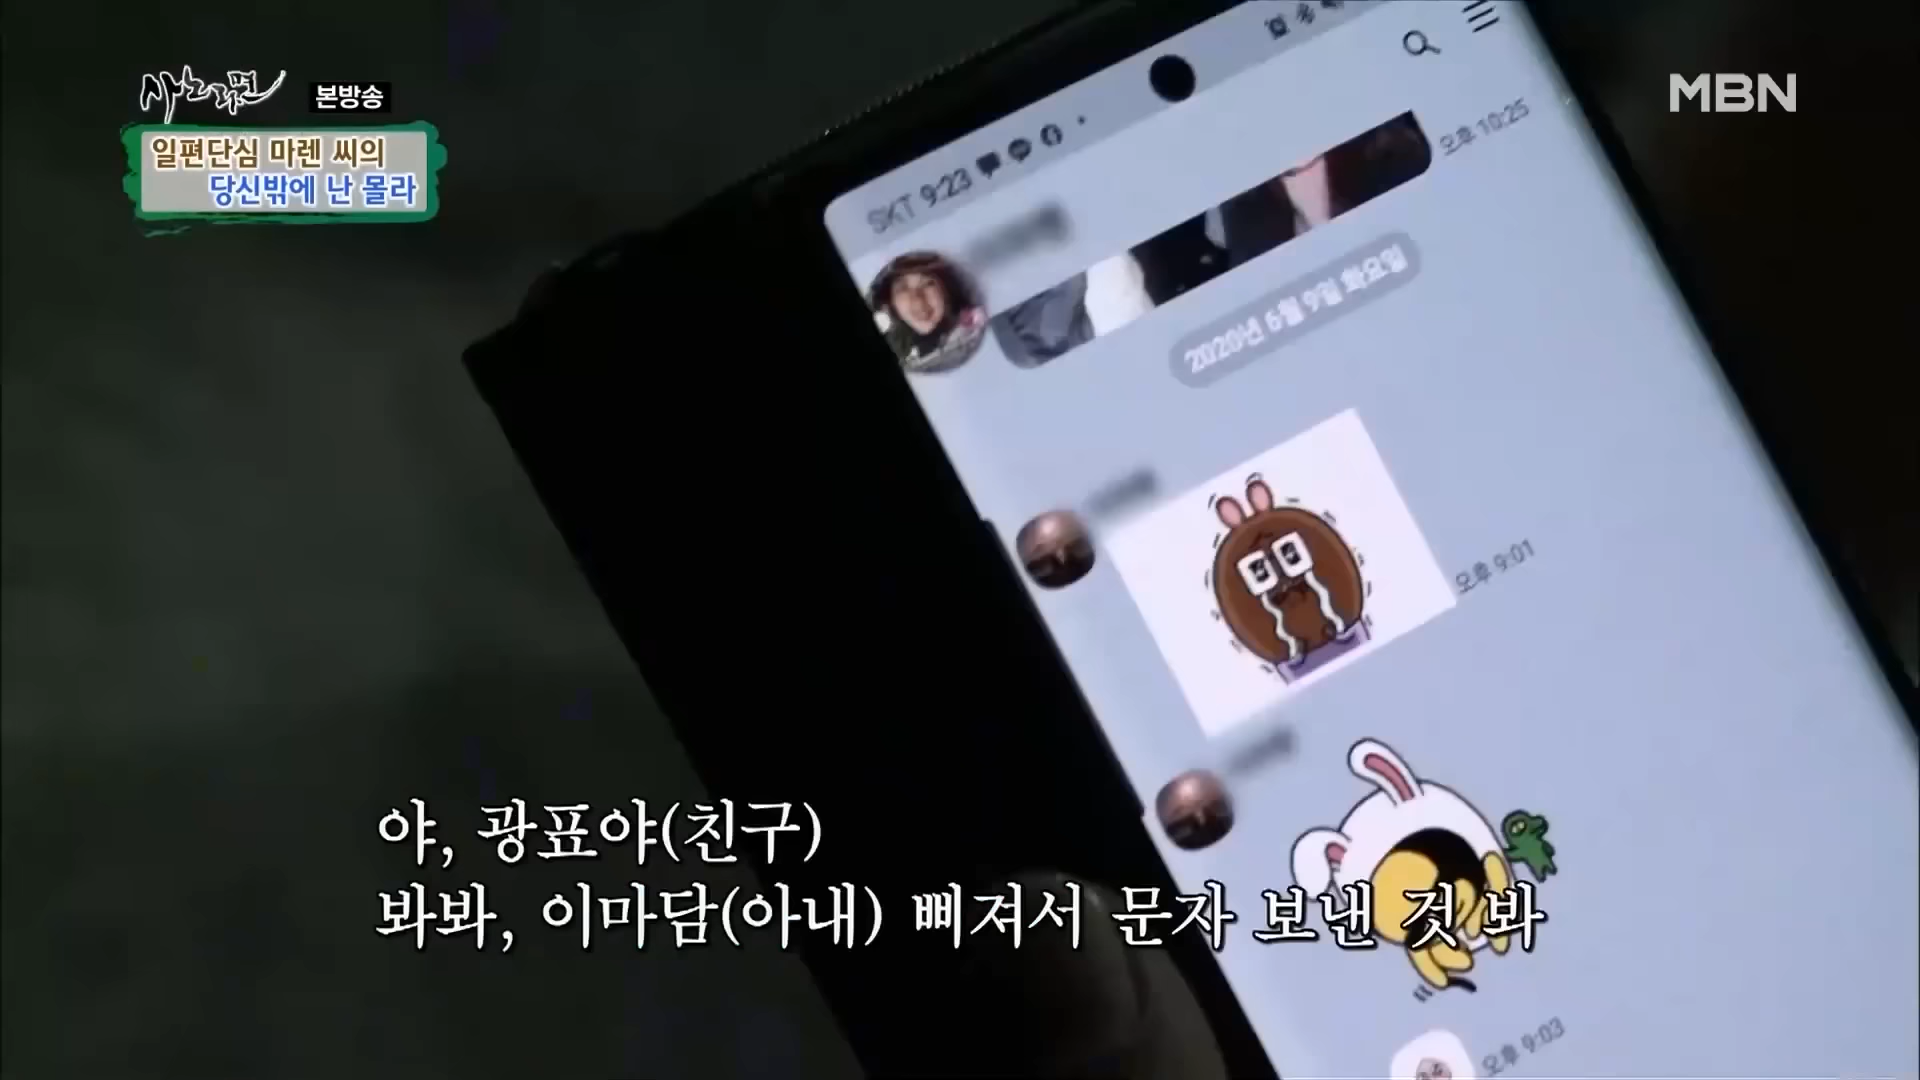 사노라면
본방송
일편단심 마렌 씨의
당신밖에 난 몰라
MBN
SKT 9:23
오후 10:25
2020년 6월 9일 화요일
오후 9:01
야, 광표야(친구)
봐봐, 이마담(아내) 삐져서 문자 보낸 것 봐
오후 9:03